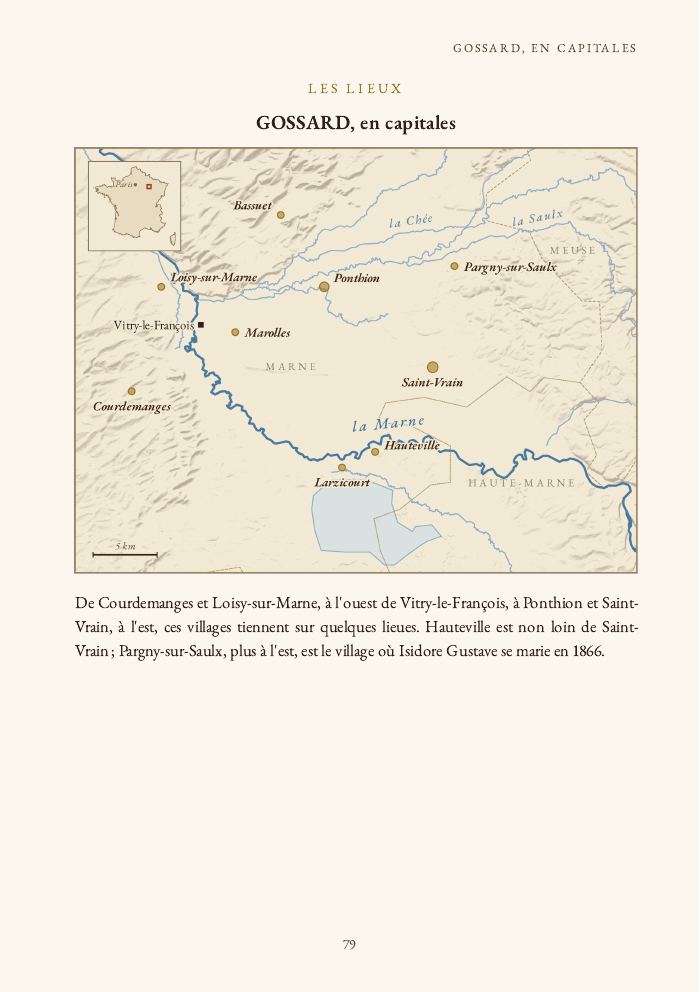 GOSSARD, EN CAPITALES
LES LIEUX
GOSSARD, en capitales
Paris
Bassuet
la Chée
la Saulx
MEUSE
Loisy-sur-Marne
Ponthion
Pargny-sur-Saulx
Vitry-le-François
Marolles
MARNE
Saint-Vrain
Courdemanges
la Marne
Hauteville
Larzicourt
HAUTE-MARNE
5 km
De Courdemanges et Loisy-sur-Marne, à l'ouest de Vitry-le-François, à Ponthion et Saint-
Vrain, à l'est, ces villages tiennent sur quelques lieues. Hauteville est non loin de Saint-
Vrain ; Pargny-sur-Saulx, plus à l'est, est le village où Isidore Gustave se marie en 1866.
79